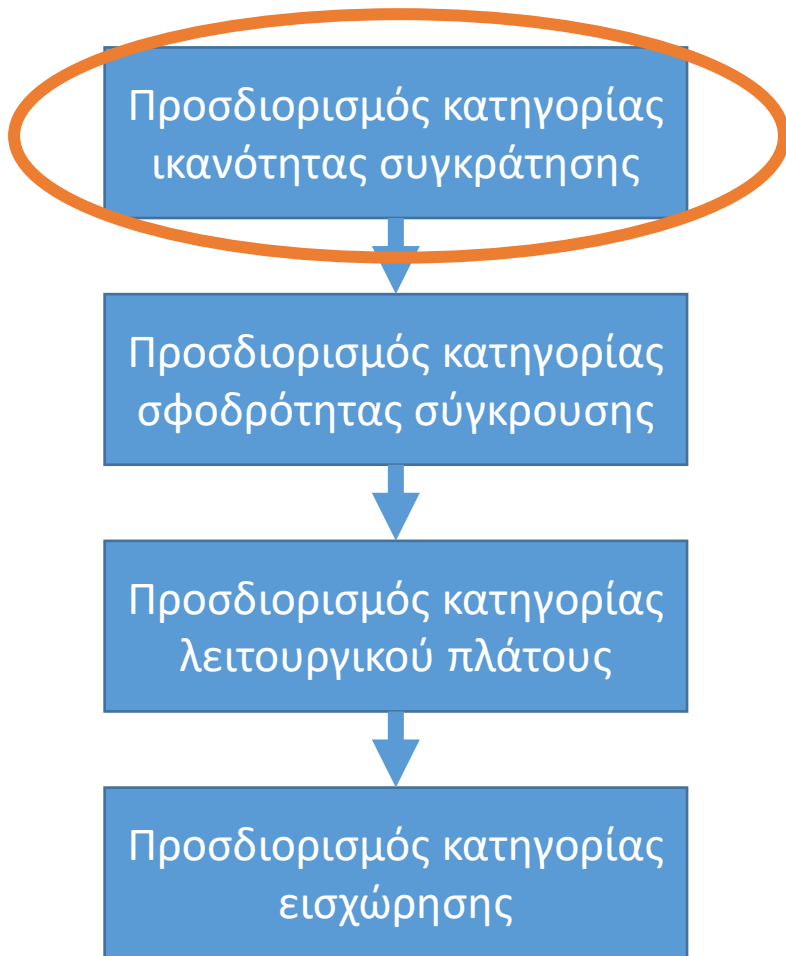 Προσδιορισμός κατηγορίας
ικανότητας συγκράτησης
Προσδιορισμός κατηγορίας
σφοδρότητας σύγκρουσης
Προσδιορισμός κατηγορίας
λειτουργικού πλάτους
Προσδιορισμός κατηγορίας
εισχώρησης